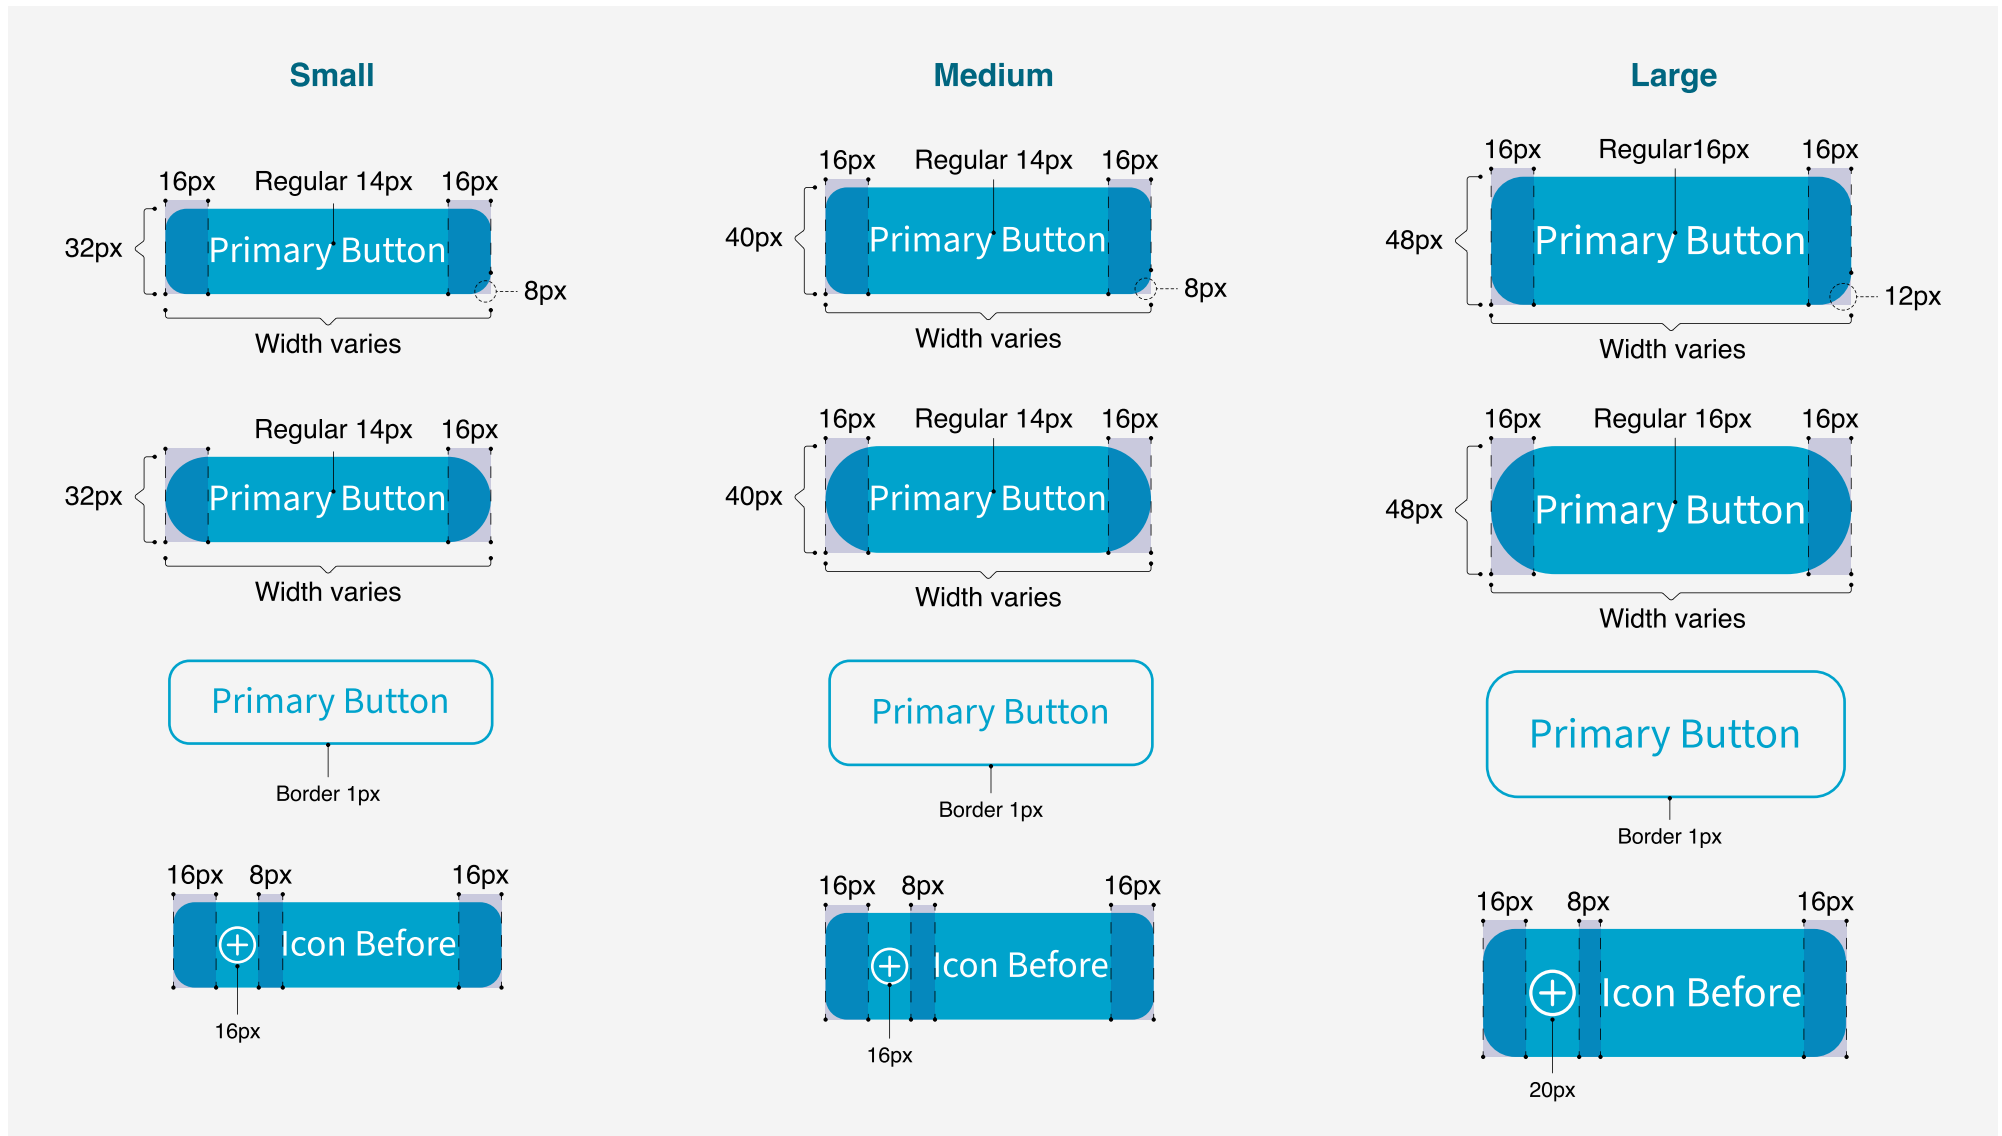 Small
Medium
Large
16px Regular 14px 16px
32px
Primary Button
8px
Width varies
16px Regular 14px 16px
40px
Primary Button
8px
Width varies
16px Regular16px 16px
48px
Primary Button
12px
Width varies
Regular 14px 16px
32px
Primary Button
Width varies
16px Regular 14px 16px
40px
Primary Button
Width varies
16px Regular 16px 16px
48px
Primary Button
Width varies
Primary Button
Border 1px
Primary Button
Border 1px
Primary Button
Border 1px
16px 8px 16px
Icon Before
16px
16px 8px 16px
Icon Before
16px
16px 8px 16px
Icon Before
20px